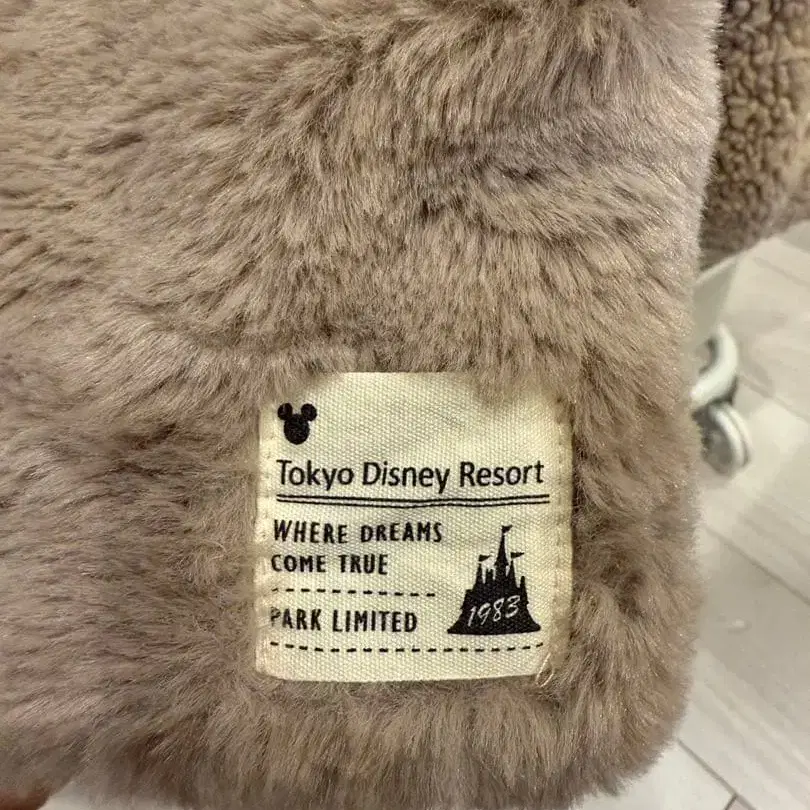 Tokyo Disney Resort
WHERE DREAMS
COME TRUE
PARK LIMITED
1983